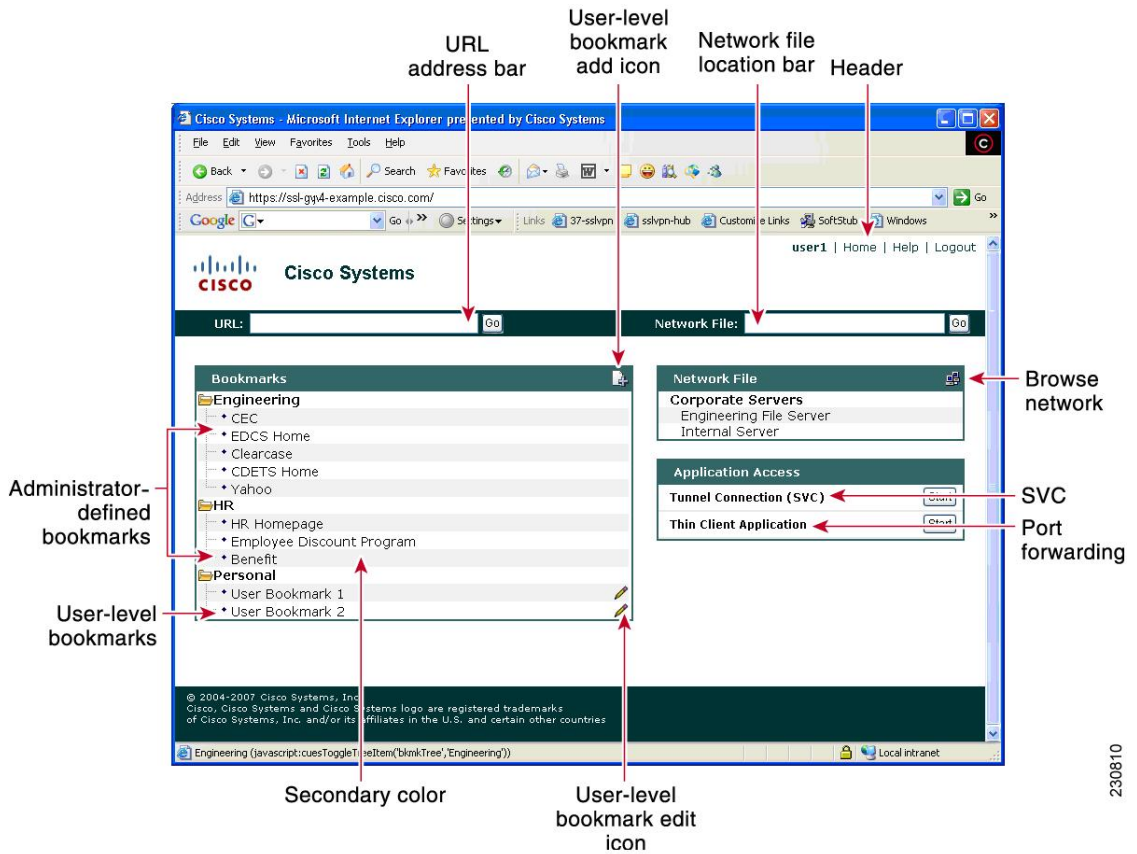 User-level
bookmark
add icon
URL
address bar
Network file
location bar
Header
Cisco Systems - Microsoft Internet Explorer presented by Cisco Systems
File Edit View Favorites Tools Help
Back Search Favorites
Address https://ssl-gw4-example.cisco.com/ Go
Google G Go Settings Links 37-sslvpn sslvpn-hub Customize Links SoftStub Windows
user1 | Home | Help | Logout
CISCO
Cisco Systems
URL: Go Network File: Go
Bookmarks
Engineering
CEC
EDCS Home
Clearcase
CDETS Home
Yahoo
HR
HR Homepage
Employee Discount Program
Benefit
Personal
User Bookmark 1
User Bookmark 2
Network File
Corporate Servers
Engineering File Server
Internal Server
Application Access
Tunnel Connection (SVC) Start
Thin Client Application Start
Browse
network
SVC
Port
forwarding
Administrator-
defined
bookmarks
User-level
bookmarks
© 2004-2007 Cisco Systems, Inc
Cisco, Cisco Systems and Cisco Systems logo are registered trademarks
of Cisco Systems, Inc. and/or its affiliates in the U.S. and certain other countries
Engineering (javascript:cuesToggleTreeItem('bkmkTree','Engineering')) Local intranet
Secondary color
User-level
bookmark edit
icon
230810